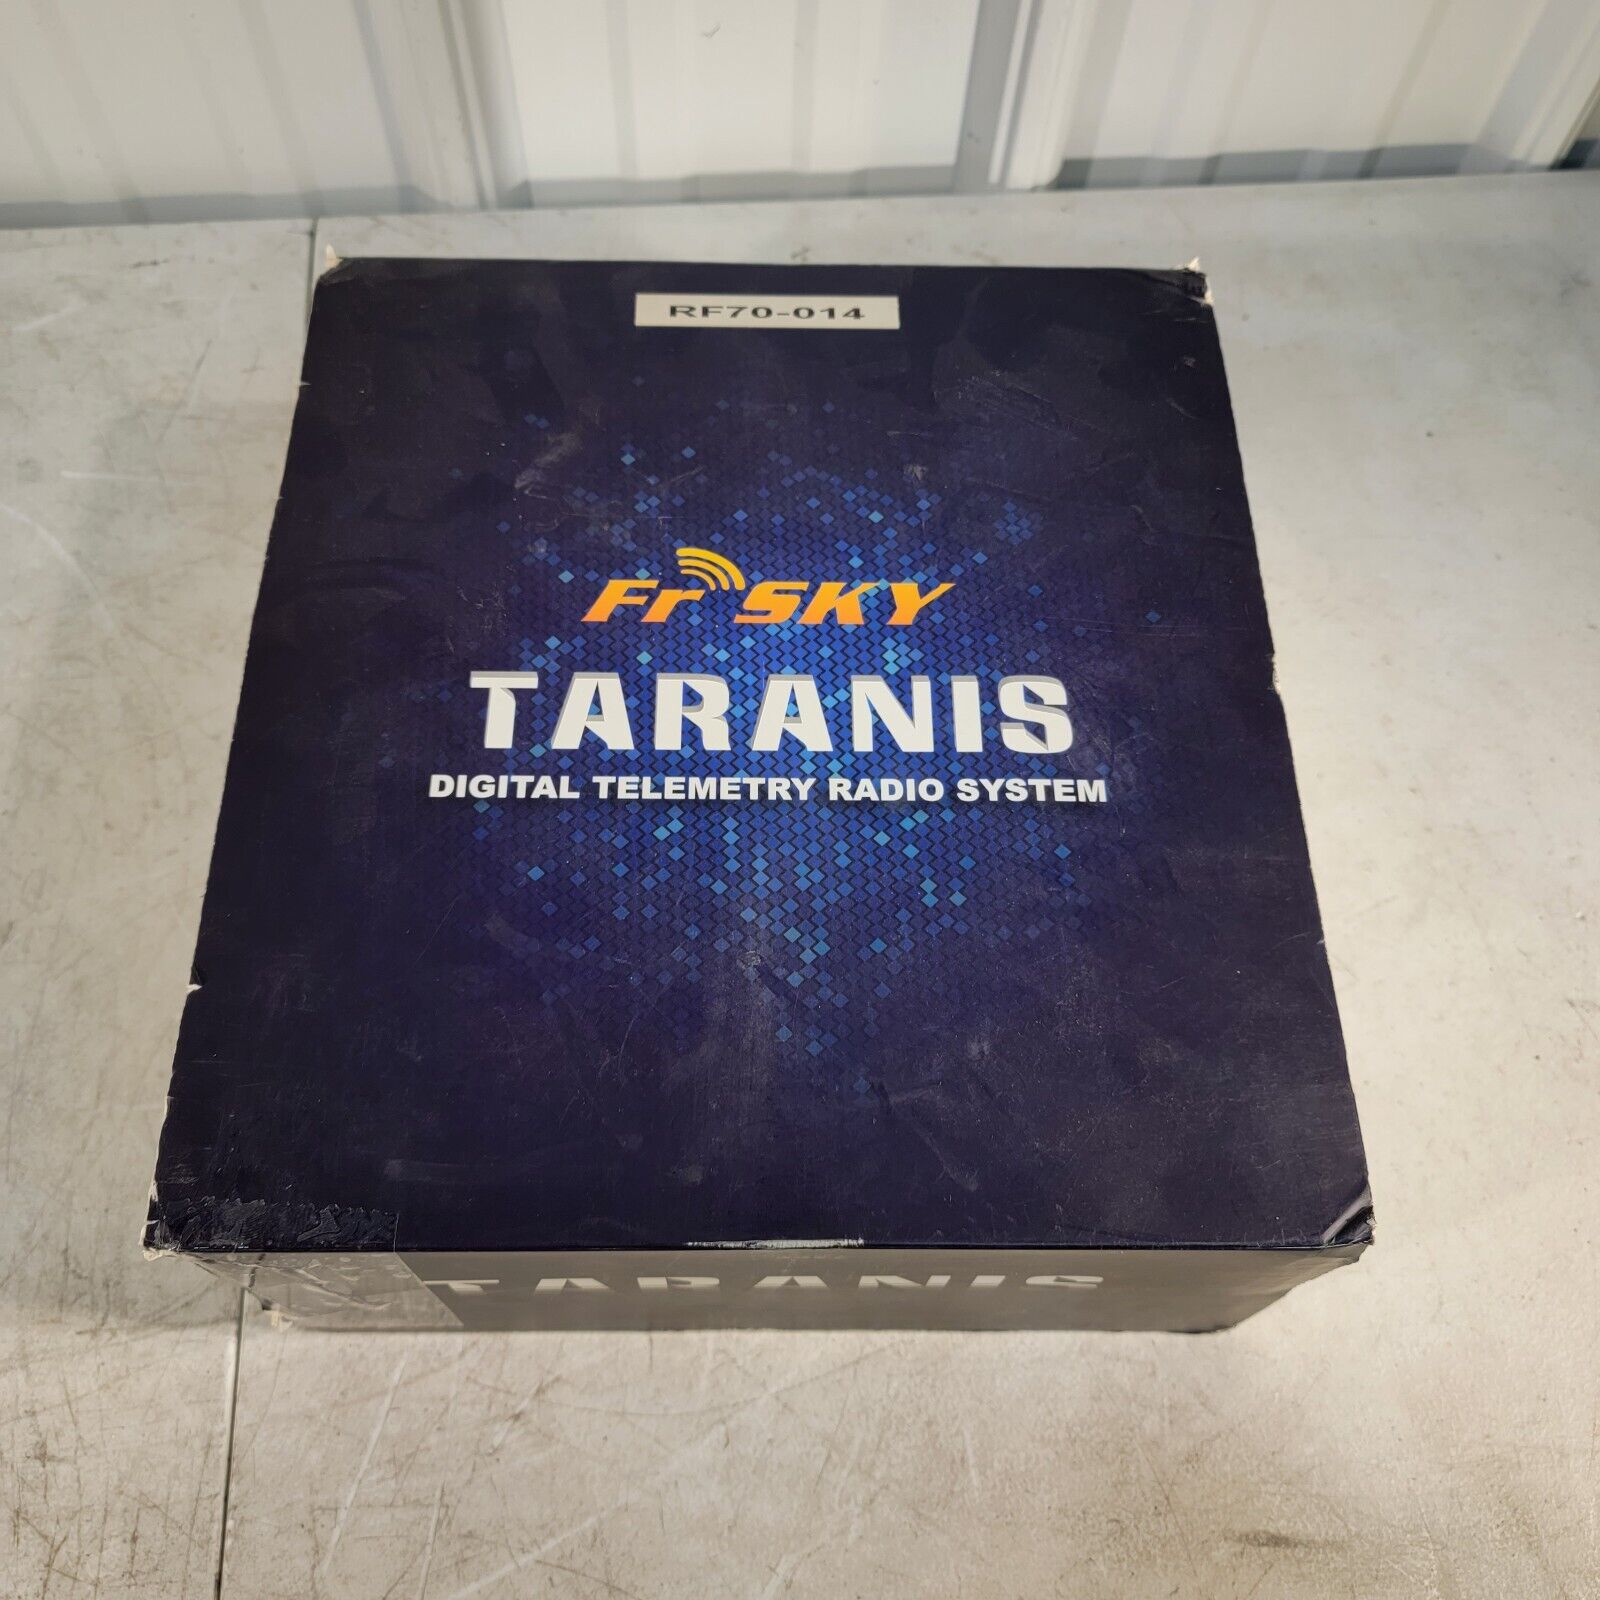 RF70-014
FrSKY
TARANIS
DIGITAL TELEMETRY RADIO SYSTEM
TARANIS